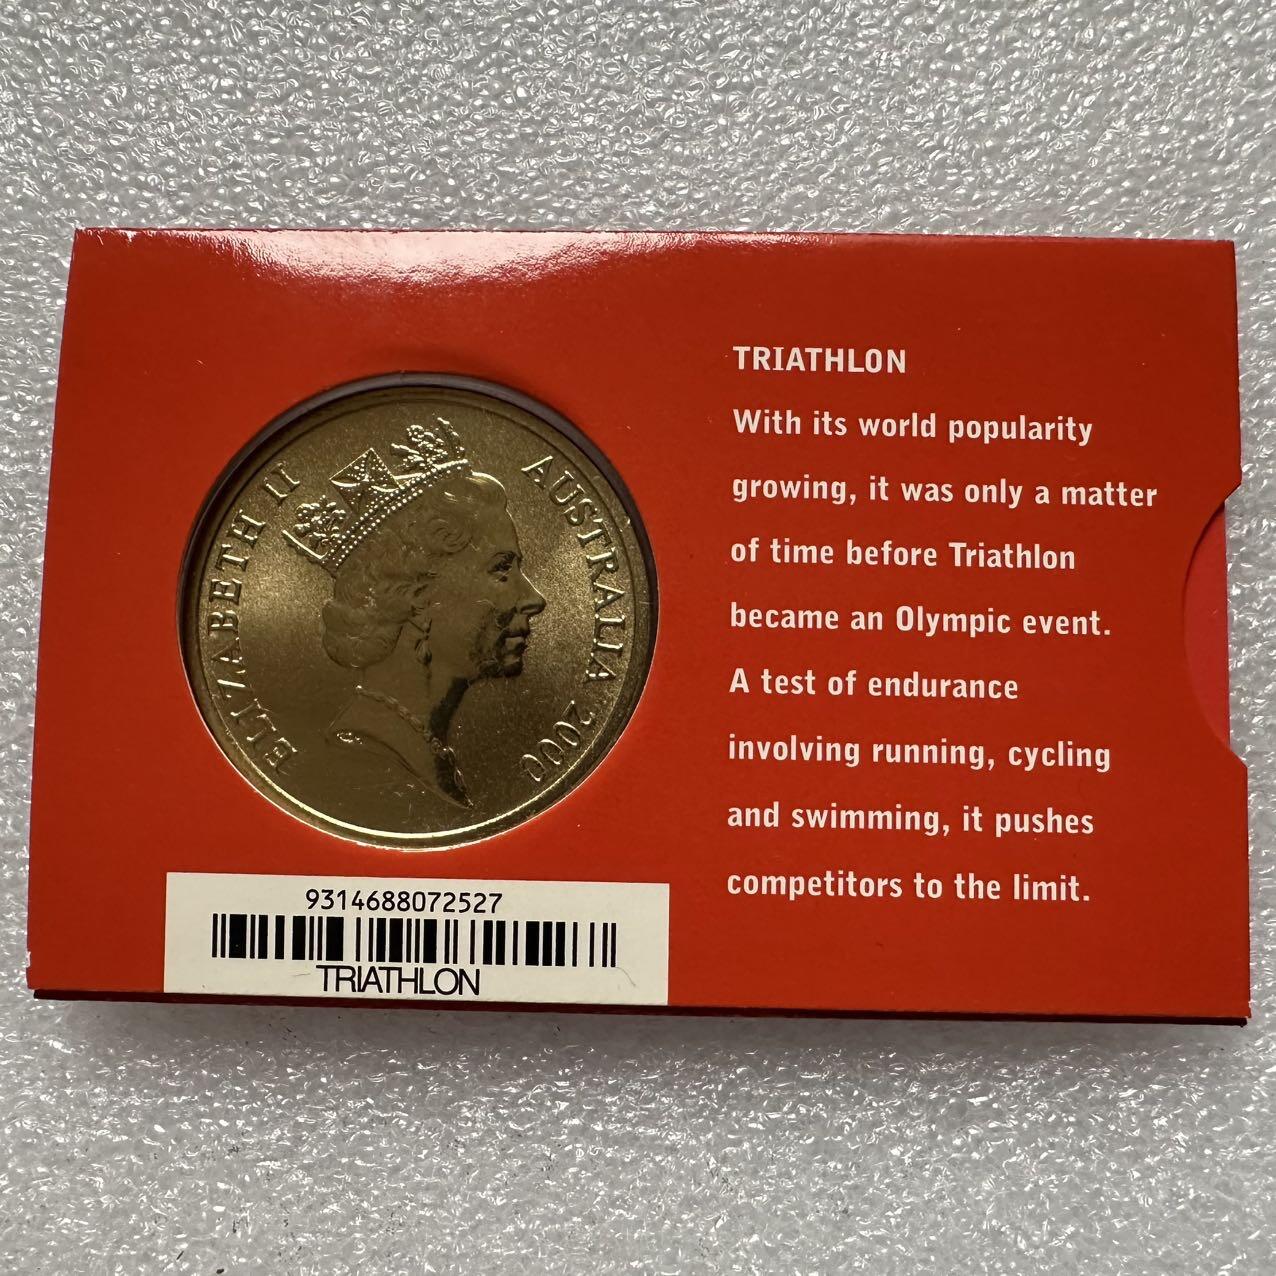 ELIZABETH II
AUSTRALIA 2000
9314688072527
TRIATHLON
TRIATHLON
With its world popularity
growing, it was only a matter
of time before Triathlon
became an Olympic event.
A test of endurance
involving running, cycling
and swimming, it pushes
competitors to the limit.